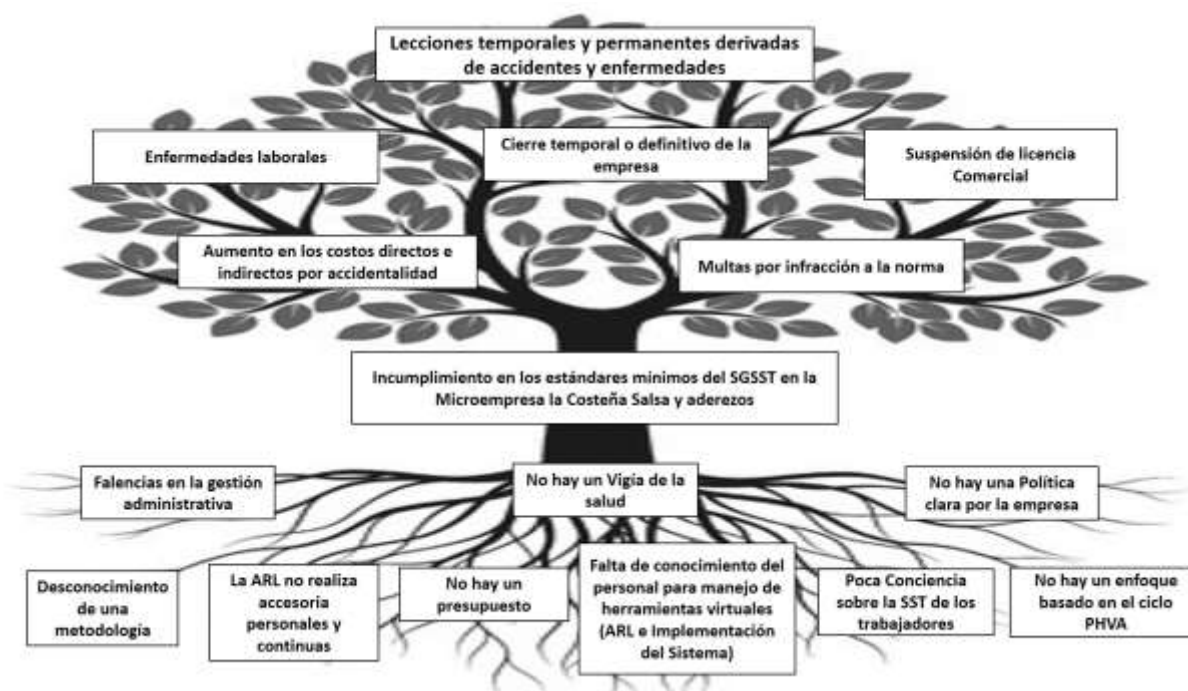 Lecciones temporales y permanentes derivadas
de accidentes y enfermedades
Enfermedades laborales
Cierre temporal o definitivo de la
empresa
Suspensión de licencia
Comercial
Aumento en los costos directos e
indirectos por accidentalidad
Multas por infracción a la norma
Incumplimiento en los estándares mínimos del SGSST en la
Microempresa la Costeña Salsa y aderezos
Falencias en la gestión
administrativa
No hay un Vigía de la
salud
No hay una Política
clara por la empresa
Desconocimiento
de una
metodología
La ARL no realiza
accesoria
personales y
continuas
No hay un
presupuesto
Falta de conocimiento del
personal para manejo de
herramientas virtuales
(ARL e Implementación
del Sistema)
Poca Conciencia
sobre la SST de los
trabajadores
No hay un enfoque
basado en el ciclo
PHVA